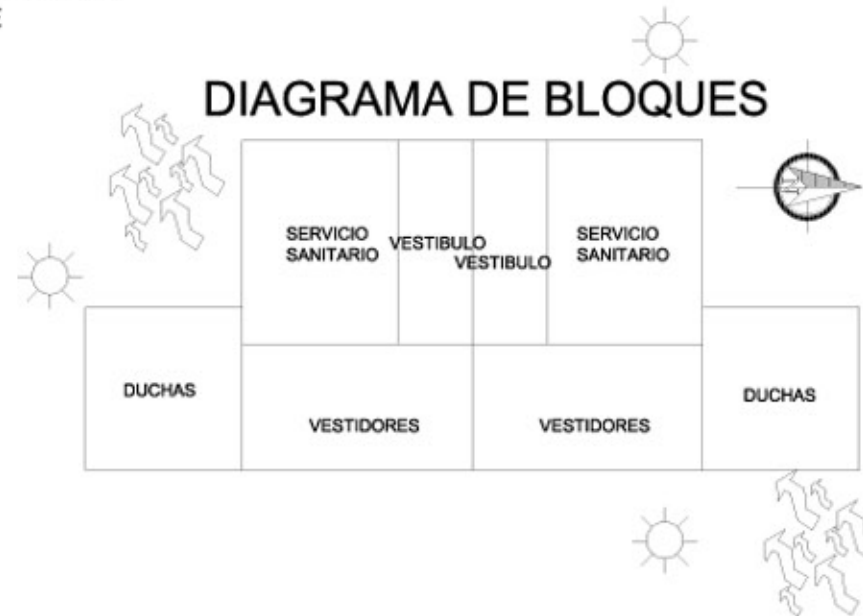 DIAGRAMA DE BLOQUES
SERVICIO
SANITARIO
VESTIBULO
VESTIBULO
SERVICIO
SANITARIO
DUCHAS
VESTIDORES
VESTIDORES
DUCHAS